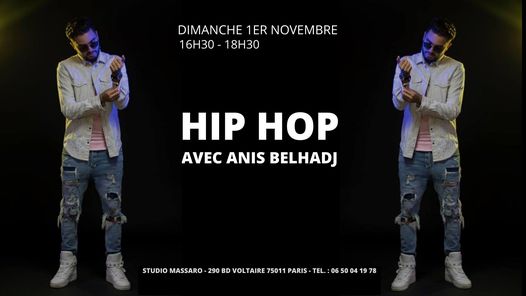 DIMANCHE 1ER NOVEMBRE
16H30 - 18H30
HIP HOP
AVEC ANIS BELHADJ
STUDIO MASSARO - 290 BD VOLTAIRE 75011 PARIS - TEL. : 06 50 04 19 78